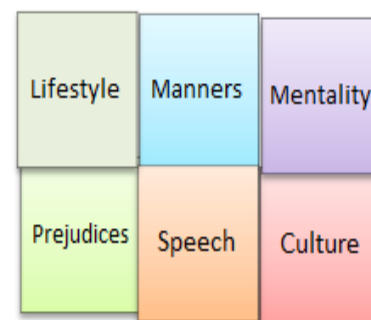 Lifestyle
Manners
Mentality
Prejudices
Speech
Culture